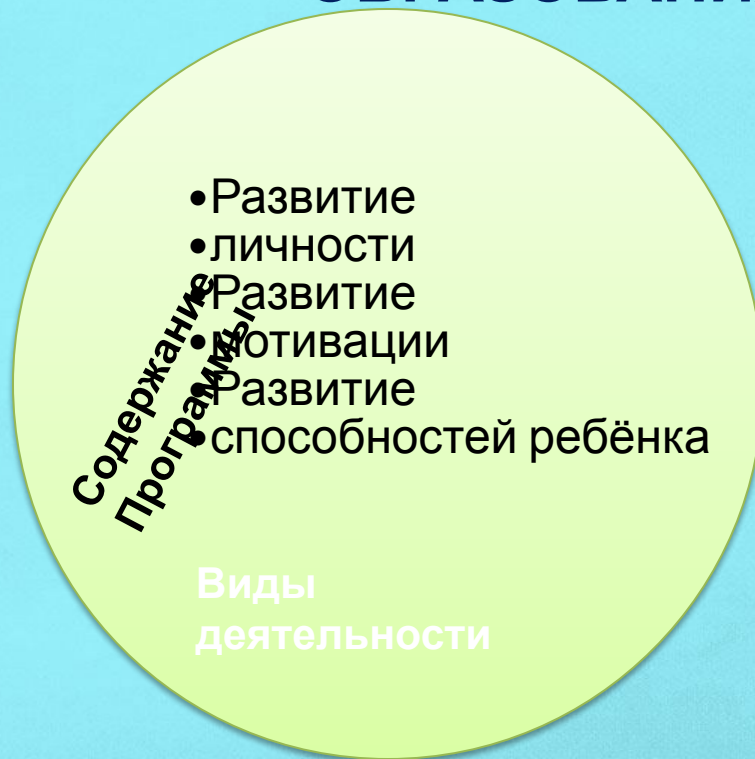 •Развитие
•личности
•Развитие
•мотивации
•Развитие
•способностей ребёнка
Содержание
Программы
Виды
деятельности